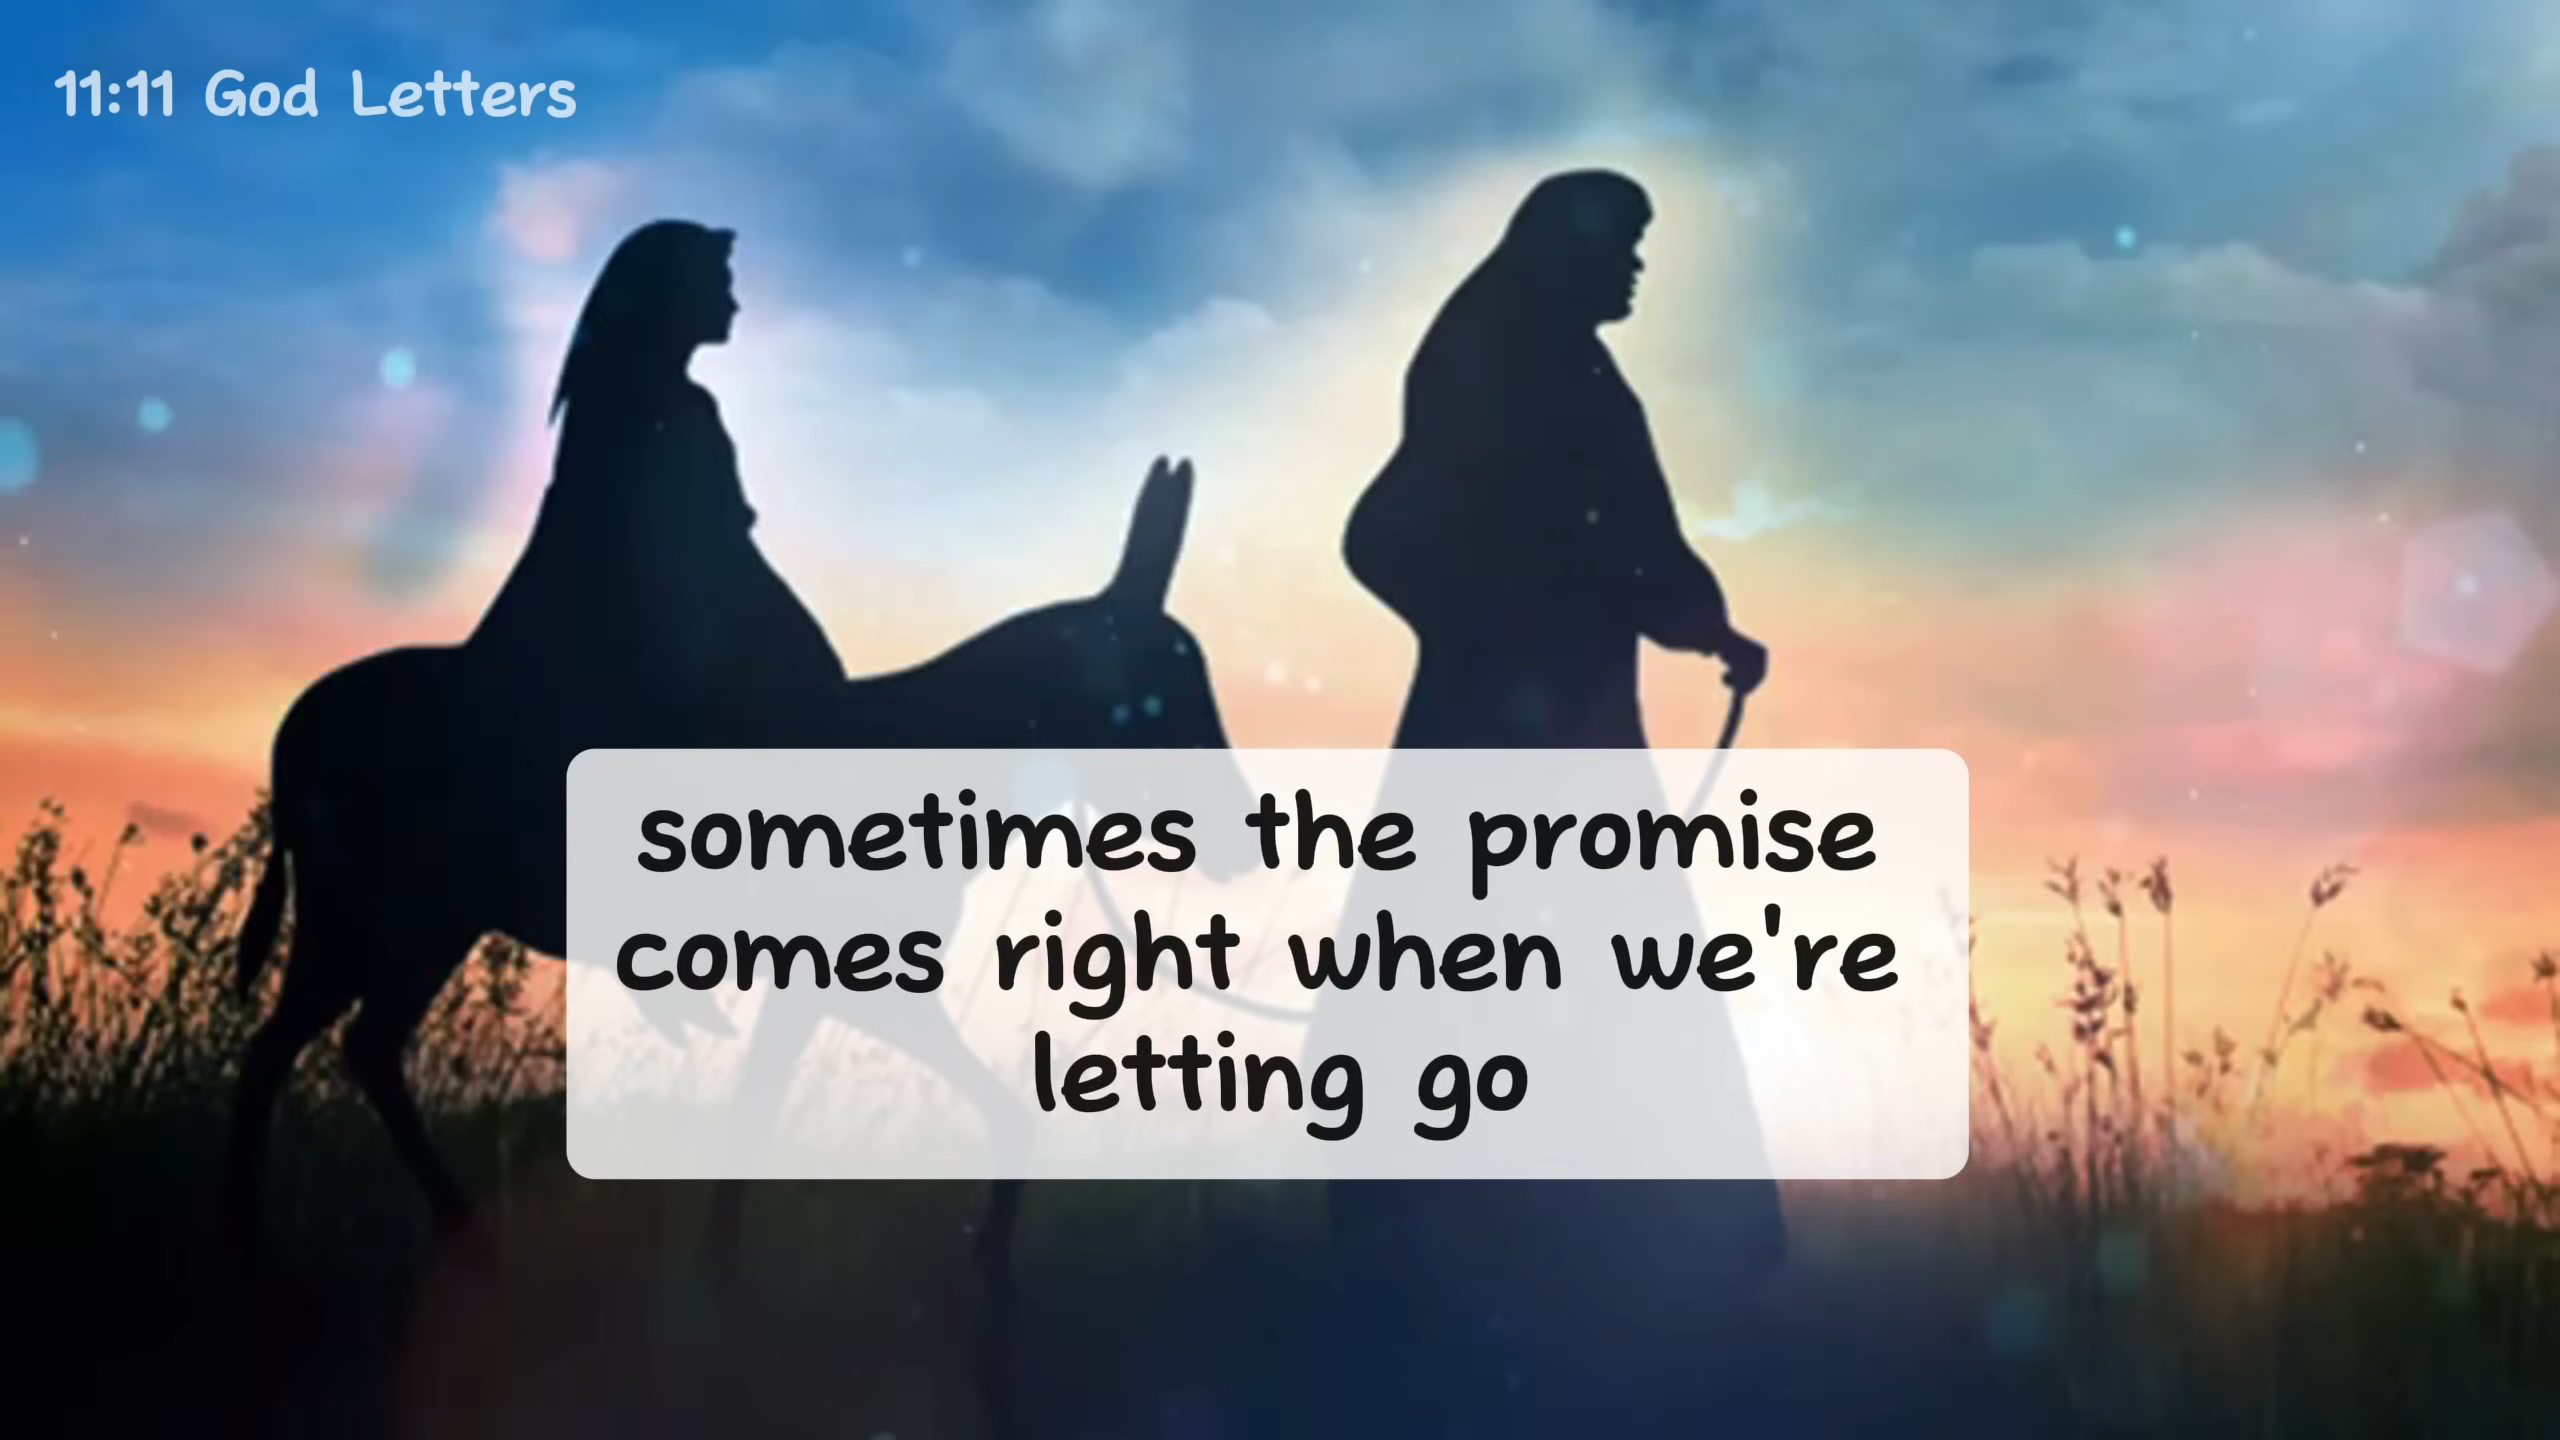 11:11 God Letters
sometimes the promise
comes right when we're
letting go